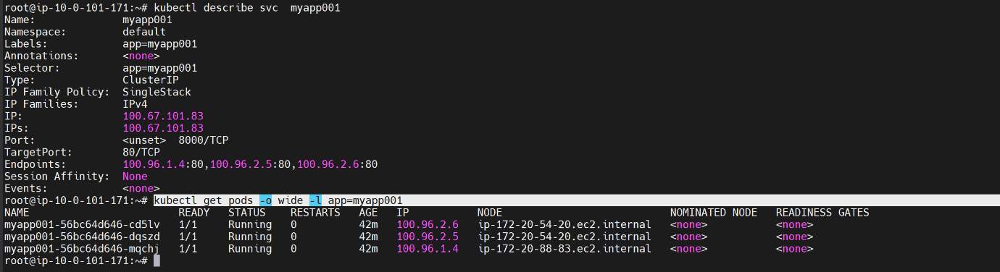 root@ip-10-0-101-171:~# kubectl describe svc  myapp001
Name:              myapp001
Namespace:         default
Labels:            app=myapp001
Annotations:       <none>
Selector:          app=myapp001
Type:              ClusterIP
IP Family Policy:  SingleStack
IP Families:       IPv4
IP:                100.67.101.83
IPs:               100.67.101.83
Port:              <unset>  8000/TCP
TargetPort:        80/TCP
Endpoints:         100.96.1.4:80,100.96.2.5:80,100.96.2.6:80
Session Affinity:  None
Events:            <none>
root@ip-10-0-101-171:~# kubectl get pods -o wide -l app=myapp001
NAME                        READY   STATUS    RESTARTS   AGE   IP           NODE                           NOMINATED NODE   READINESS GATES
myapp001-56bc64d646-cd5lv   1/1     Running   0          42m   100.96.2.6   ip-172-20-54-20.ec2.internal   <none>           <none>
myapp001-56bc64d646-dqszd   1/1     Running   0          42m   100.96.2.5   ip-172-20-54-20.ec2.internal   <none>           <none>
myapp001-56bc64d646-mqchj   1/1     Running   0          42m   100.96.1.4   ip-172-20-88-83.ec2.internal   <none>           <none>
root@ip-10-0-101-171:~#